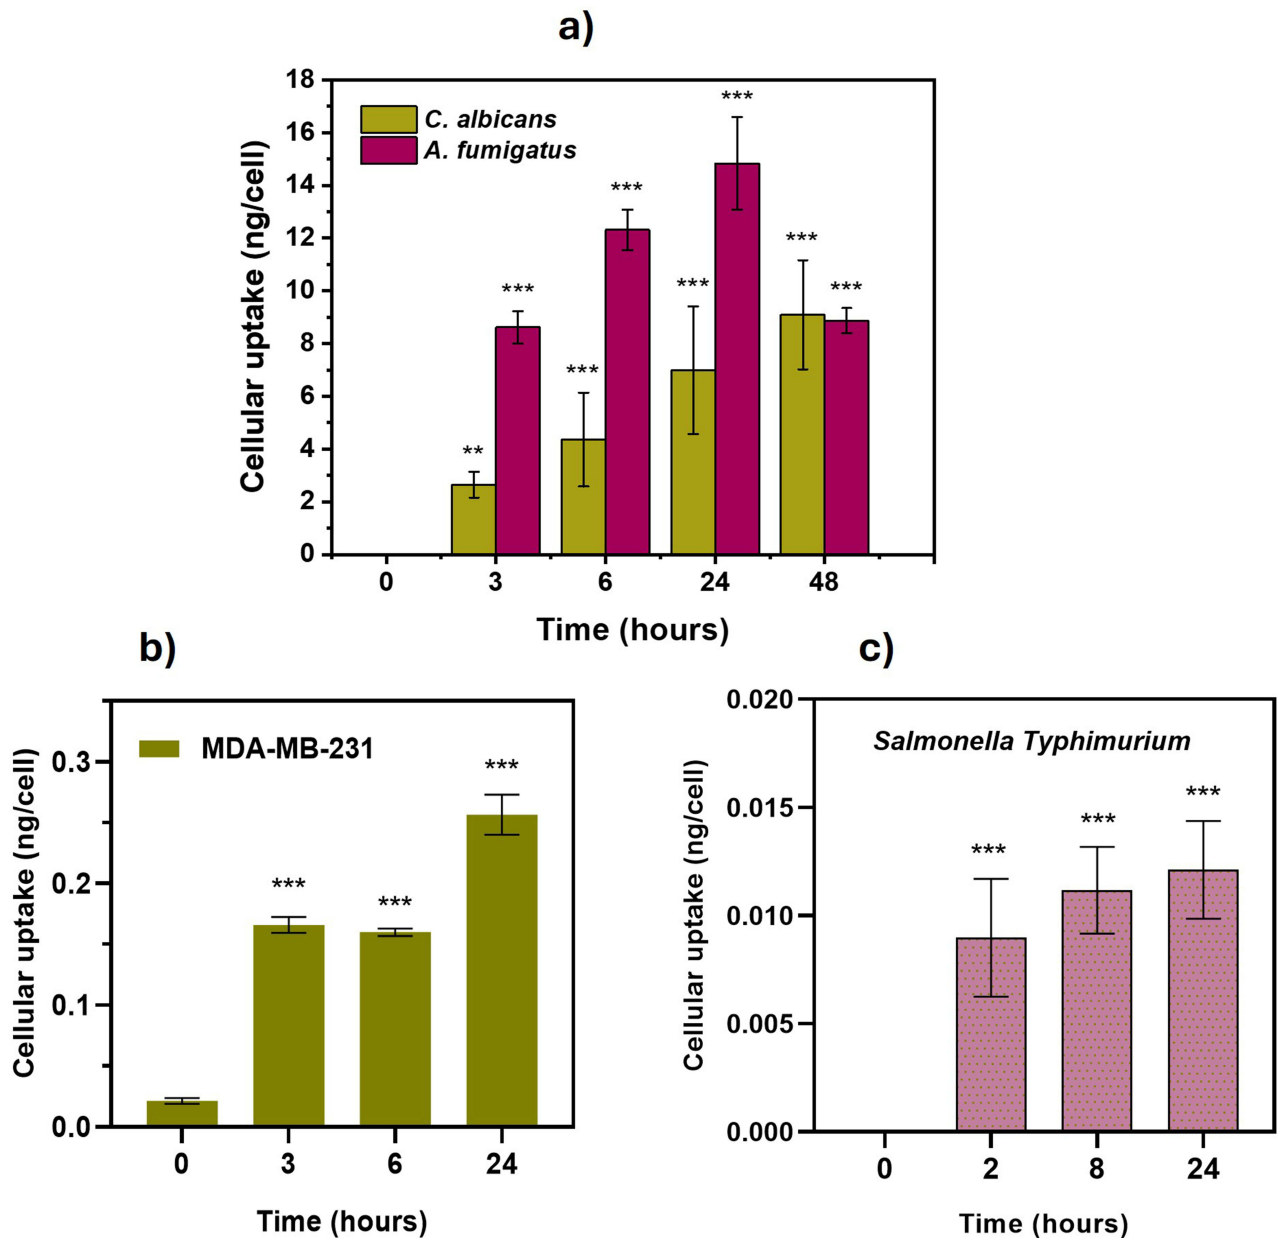 a)
Cellular uptake (ng/cell)
18
16
14
12
10
8
6
4
2
0
C. albicans
A. fumigatus
**
***
***
***
***
***
***
***
0 3 6 24 48
Time (hours)
b)
Cellular uptake (ng/cell)
0.3
0.2
0.1
0.0
MDA-MB-231
***
***
***
0 3 6 24
Time (hours)
c)
Cellular uptake (ng/cell)
0.020
0.015
0.010
0.005
0.000
Salmonella Typhimurium
***
***
***
0 2 8 24
Time (hours)